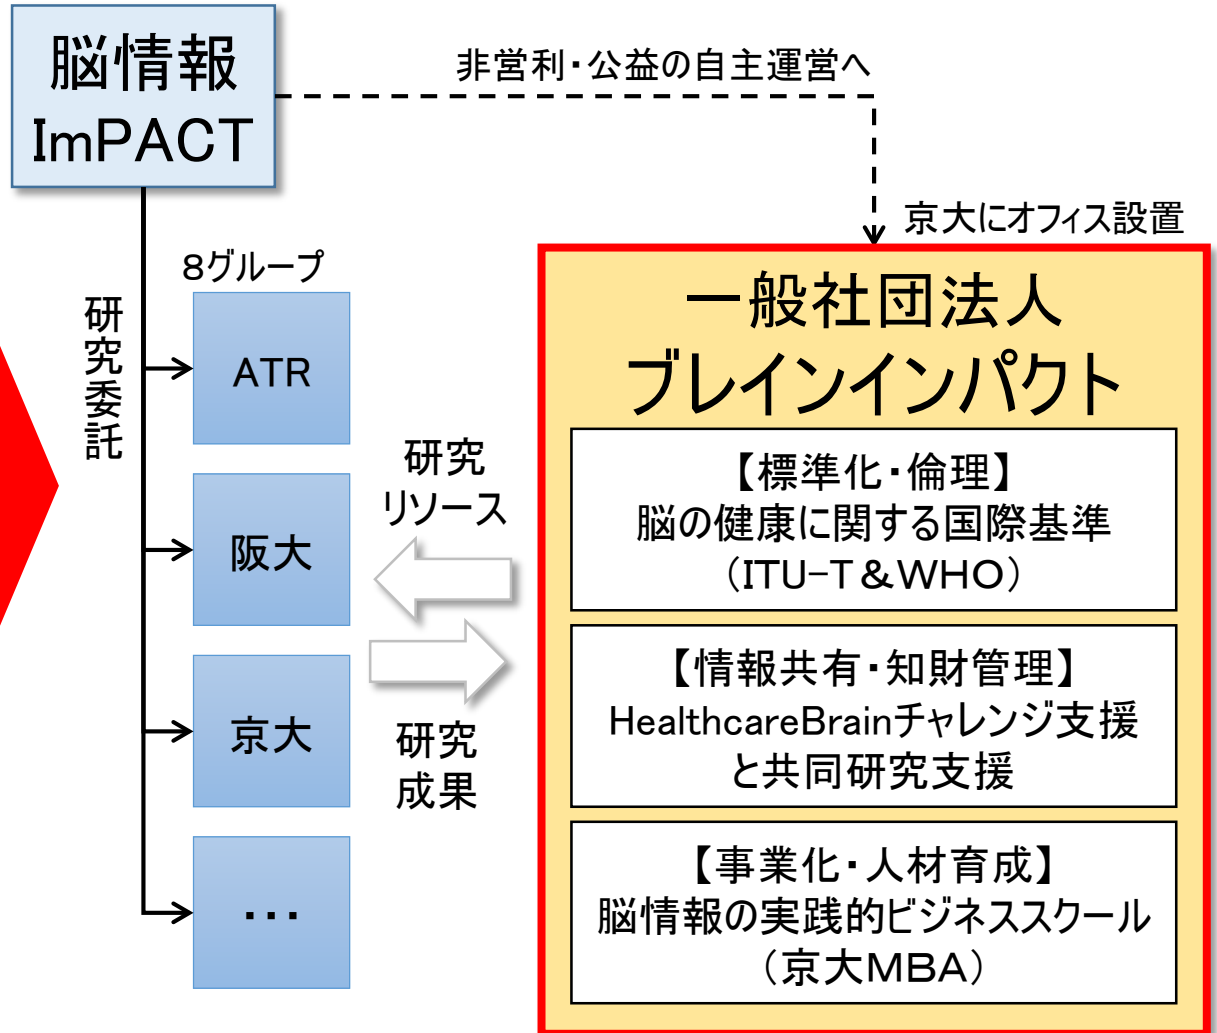 脳情報
ImPACT
非営利・公益の自主運営へ
京大にオフィス設置
研究委託
8グループ
ATR
阪大
京大
・・・
研究
リソース
研究
成果
一般社団法人
ブレインインパクト
【標準化・倫理】
脳の健康に関する国際基準
（ITU-T＆WHO）
【情報共有・知財管理】
HealthcareBrainチャレンジ支援
と共同研究支援
【事業化・人材育成】
脳情報の実践的ビジネススクール
（京大MBA）